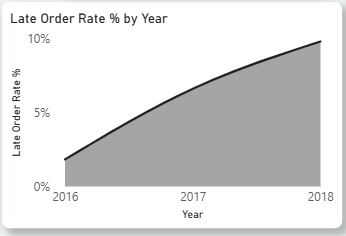 Late Order Rate % by Year
10%
5%
0%
Late Order Rate %
2016 2017 2018
Year